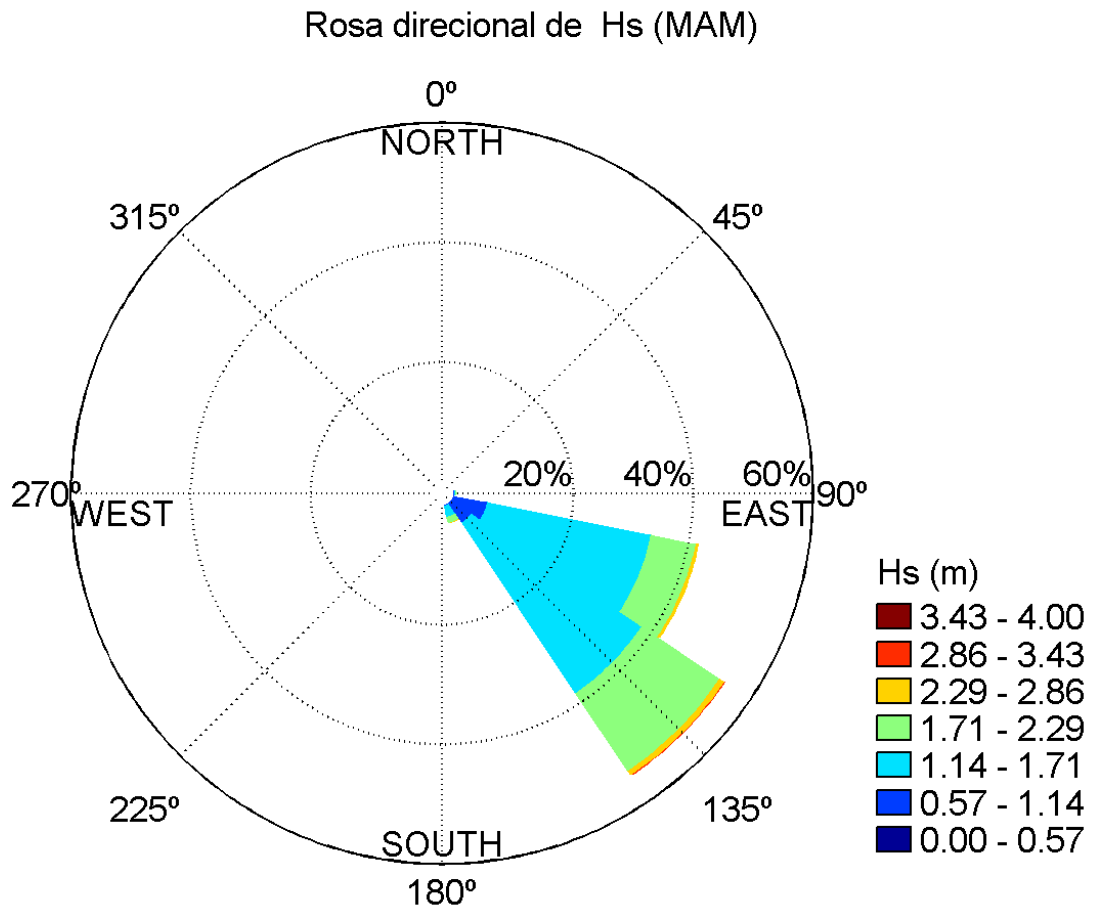 Rosa direcional de  Hs (MAM)
0º
NORTH
315º
45º
20%
40%
60%
270º
90º
WEST
EAST
Hs (m)
3.43 - 4.00
2.86 - 3.43
2.29 - 2.86
1.71 - 2.29
1.14 - 1.71
0.57 - 1.14
0.00 - 0.57
225º
135º
SOUTH
180º